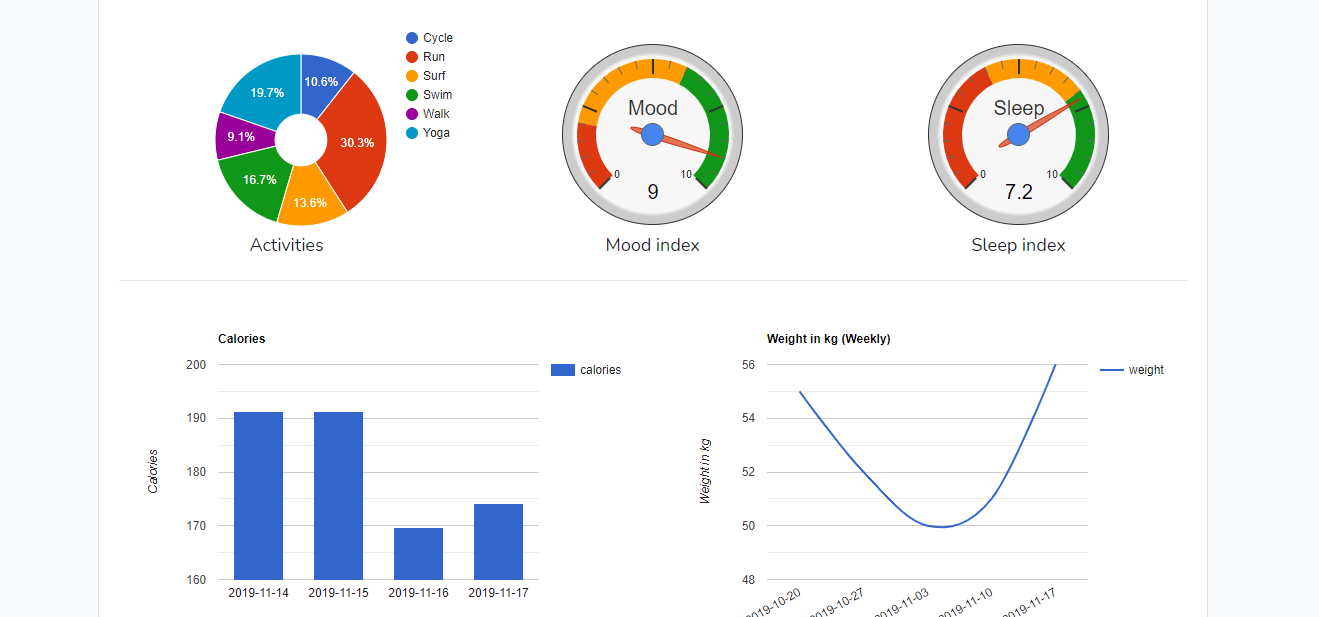 Cycle
Run
Surf
Swim
Walk
Yoga
10.6%
30.3%
13.6%
16.7%
9.1%
19.7%
Activities
Mood
0
10
9
Mood index
Sleep
0
10
7.2
Sleep index
Calories
200
190
180
170
160
Calories
calories
2019-11-14 2019-11-15 2019-11-16 2019-11-17
Weight in kg (Weekly)
56
54
52
50
48
Weight in kg
weight
2019-10-20 2019-10-27 2019-11-03 2019-11-10 2019-11-17